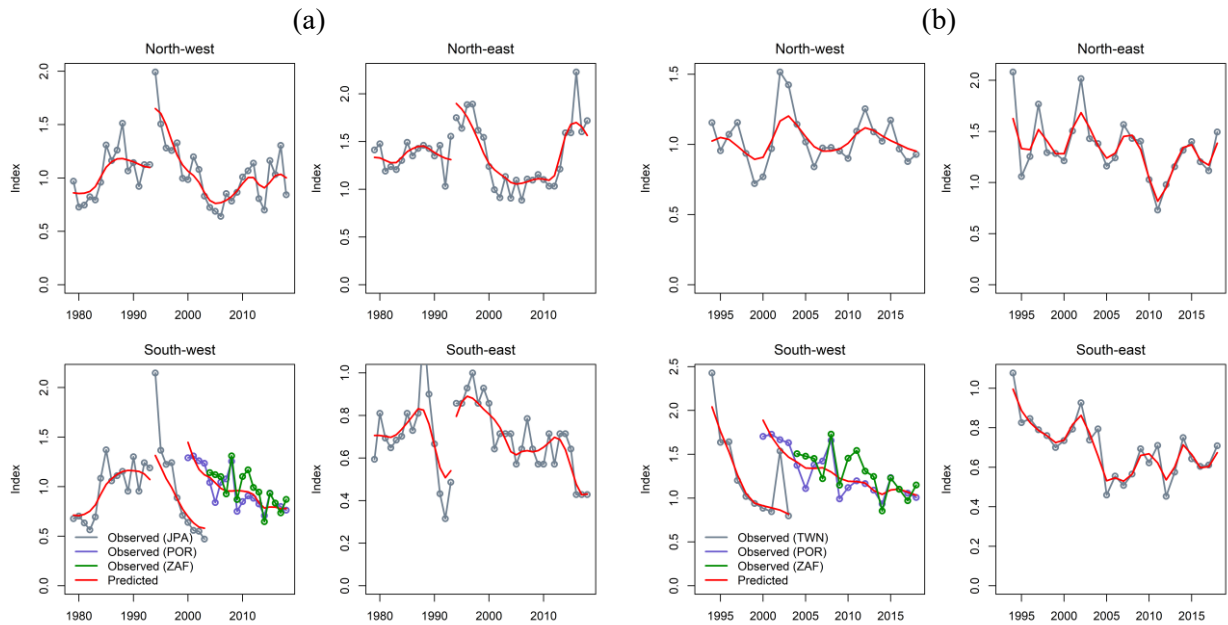 (a)
(b)
North-west
North-east
North-west
North-east
Index
0.0 0.5 1.0 1.5 2.0
1980 1990 2000 2010
Index
0.0 0.5 1.0 1.5 2.0
1980 1990 2000 2010
Index
0.0 0.5 1.0 1.5
1995 2000 2005 2010 2015
Index
0.0 0.5 1.0 1.5 2.0
1995 2000 2005 2010 2015
South-west
South-east
South-west
South-east
Index
0.0 0.5 1.0 1.5 2.0
Observed (JPA)
Observed (POR)
Observed (ZAF)
Predicted
1980 1990 2000 2010
Index
0.0 0.2 0.4 0.6 0.8 1.0
1980 1990 2000 2010
Index
0.0 0.5 1.0 1.5 2.0 2.5
Observed (TWN)
Observed (POR)
Observed (ZAF)
Predicted
1995 2000 2005 2010 2015
Index
0.0 0.2 0.4 0.6 0.8 1.0
1995 2000 2005 2010 2015